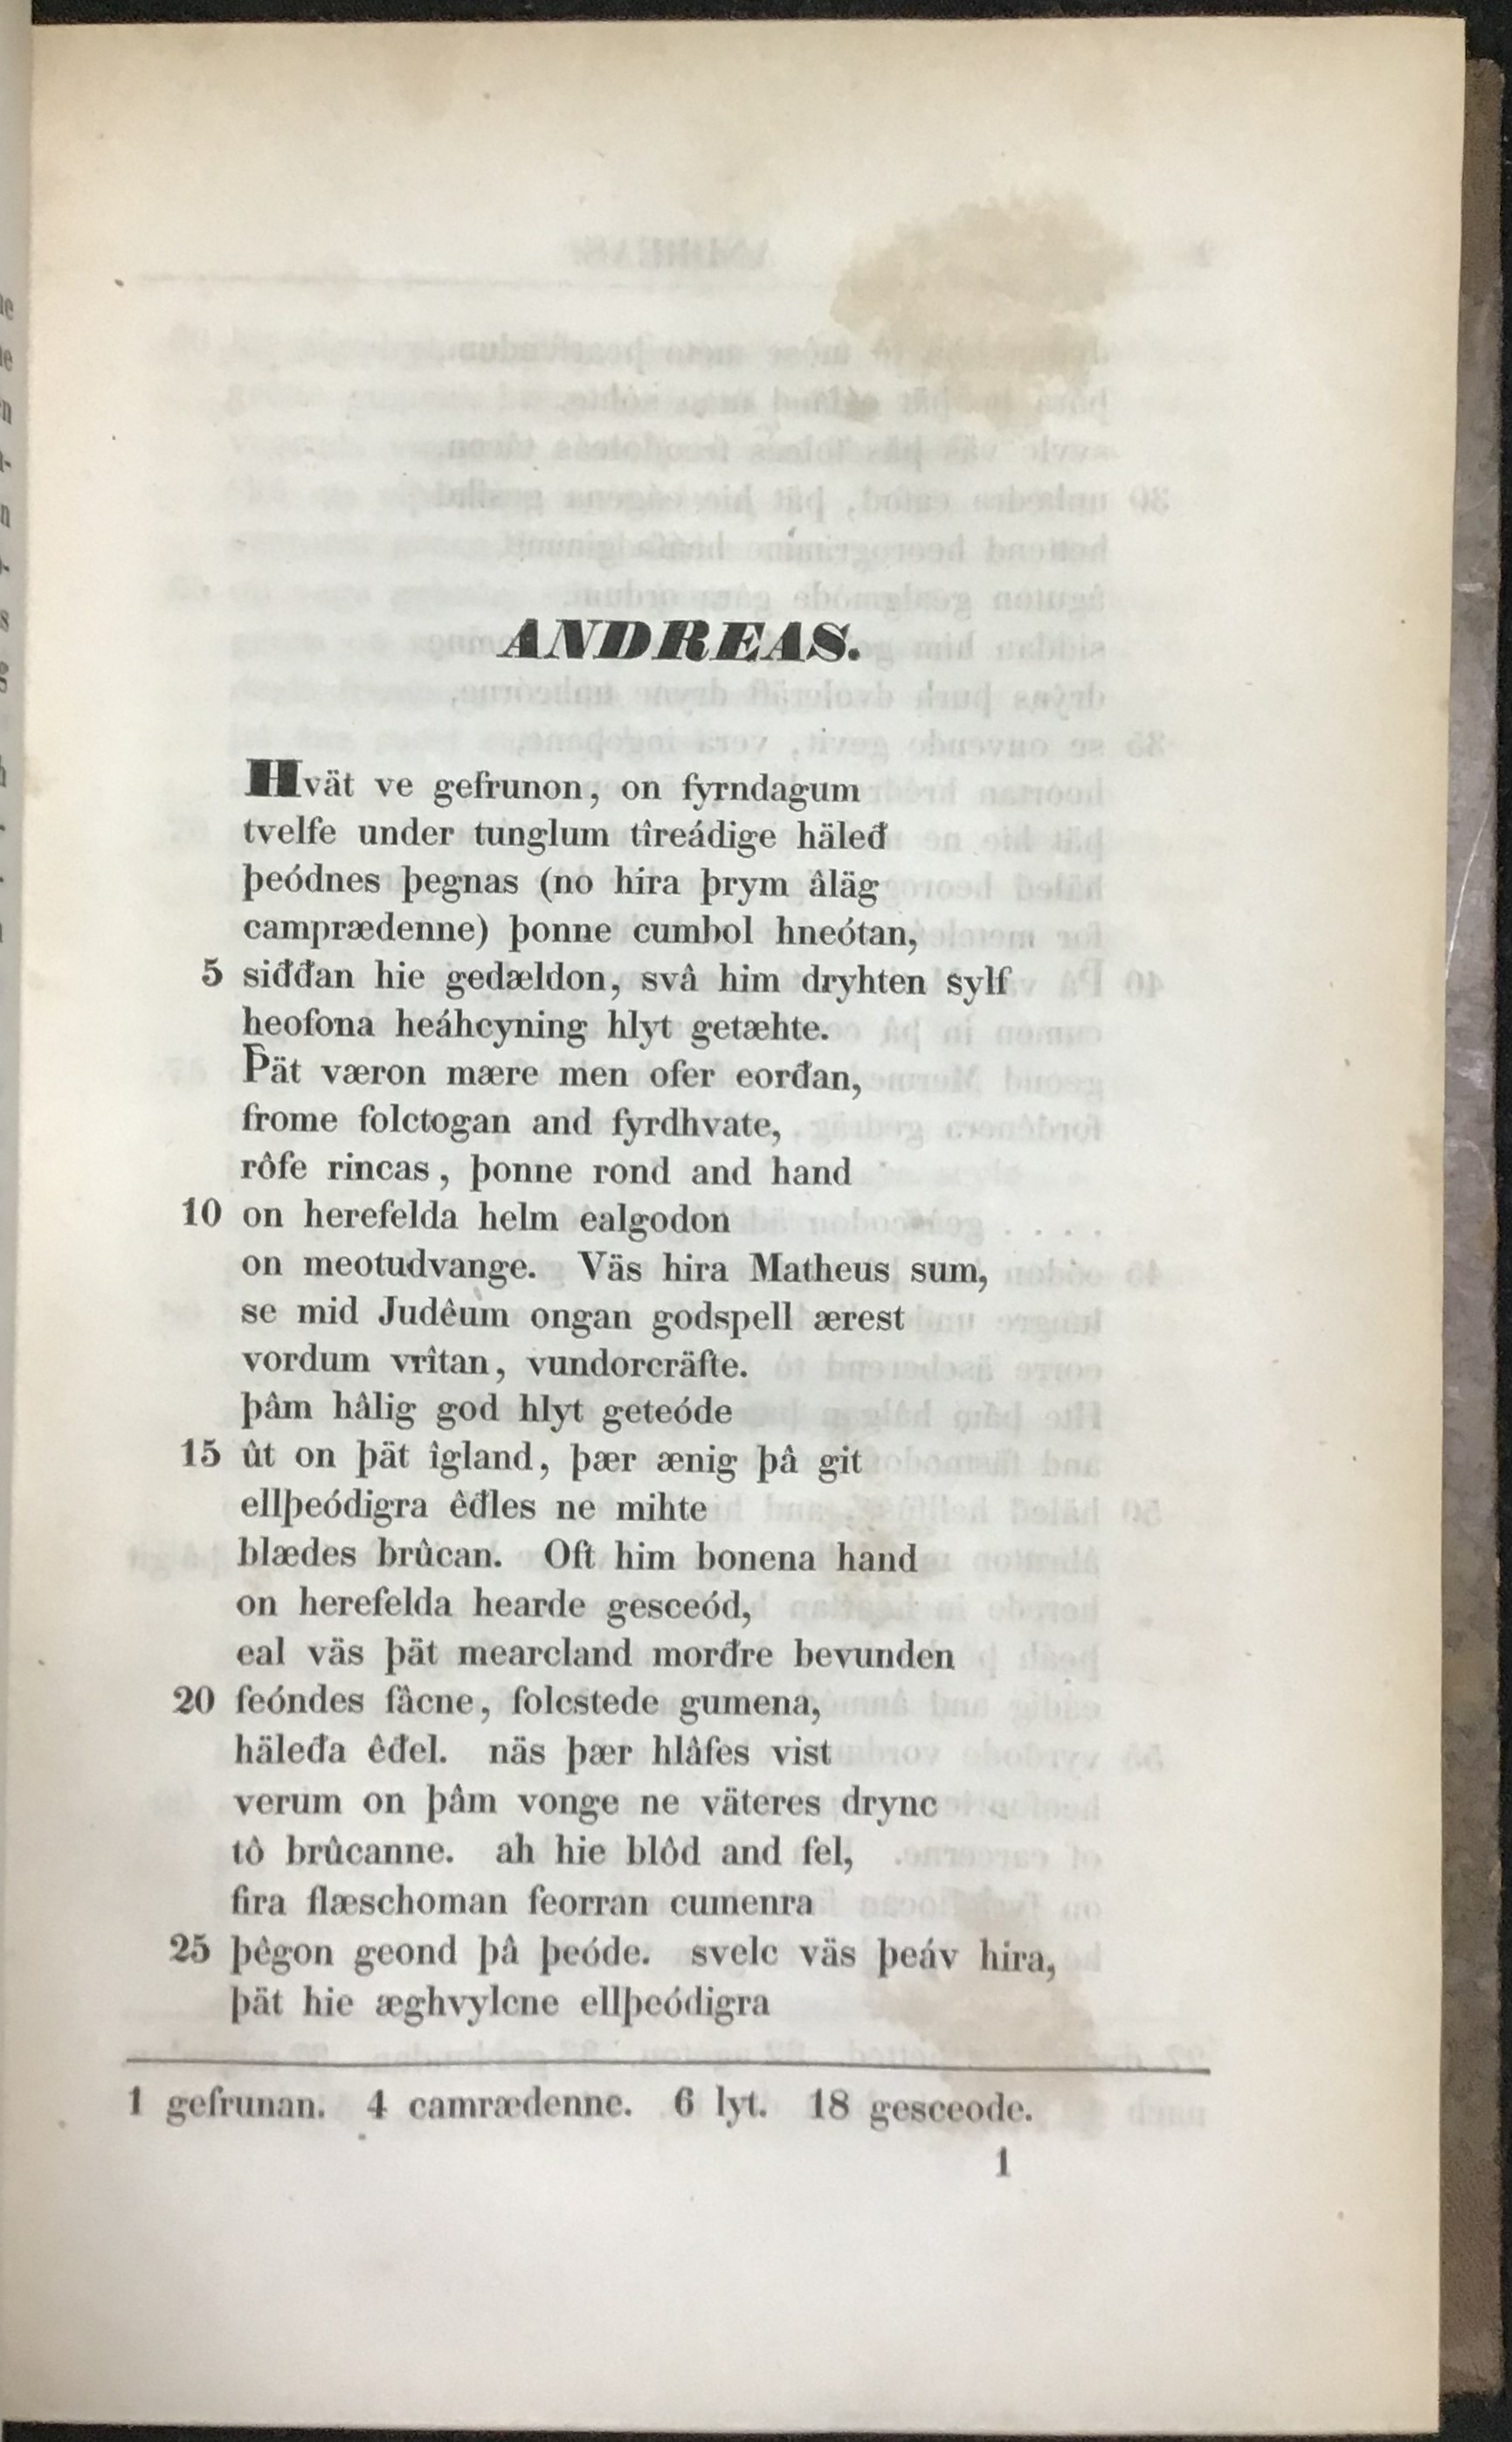 ANDREAS.
Hvät ve gefrunon, on fyrndagum
tvelfe under tunglum tîreádige häleđ
þeódnes þegnas (no hira þrym âläg
camprædenne) þonne cumbol hneótan,
5 siđđan hie gedældon, svâ him dryhten sylf
heofona heáhcyning hlyt getæhte.
Þät væron mære men ofer eorđan,
frome folctogan and fyrdhvate,
rôfe rincas, þonne rond and hand
10 on herefelda helm ealgodon
on meotudvange. Väs hira Matheus sum,
se mid Judêum ongan godspell ærest
vordum vrîtan, vundorcräfte.
þâm hâlig god hlyt geteóde
15 ût on þät îgland, þær ænig þâ git
ellþeódigra êđles ne mihte
blædes brûcan. Oft him bonena hand
on herefelda hearde gesceód,
eal väs þät mearcland morđre bevunden
20 feóndes fâcne, folcstede gumena,
häleđa êđel. näs þær hlâfes vist
verum on þâm vonge ne väteres drync
tô brûcanne. ah hie blôd and fel,
fira flæschoman feorran cumenra
25 þêgon geond þâ þeóde. svelc väs þeáv hira,
þät hie æghvylcne ellþeódigra
1 gefrunan. 4 camrædenne. 6 lyt. 18 gesceode.
1